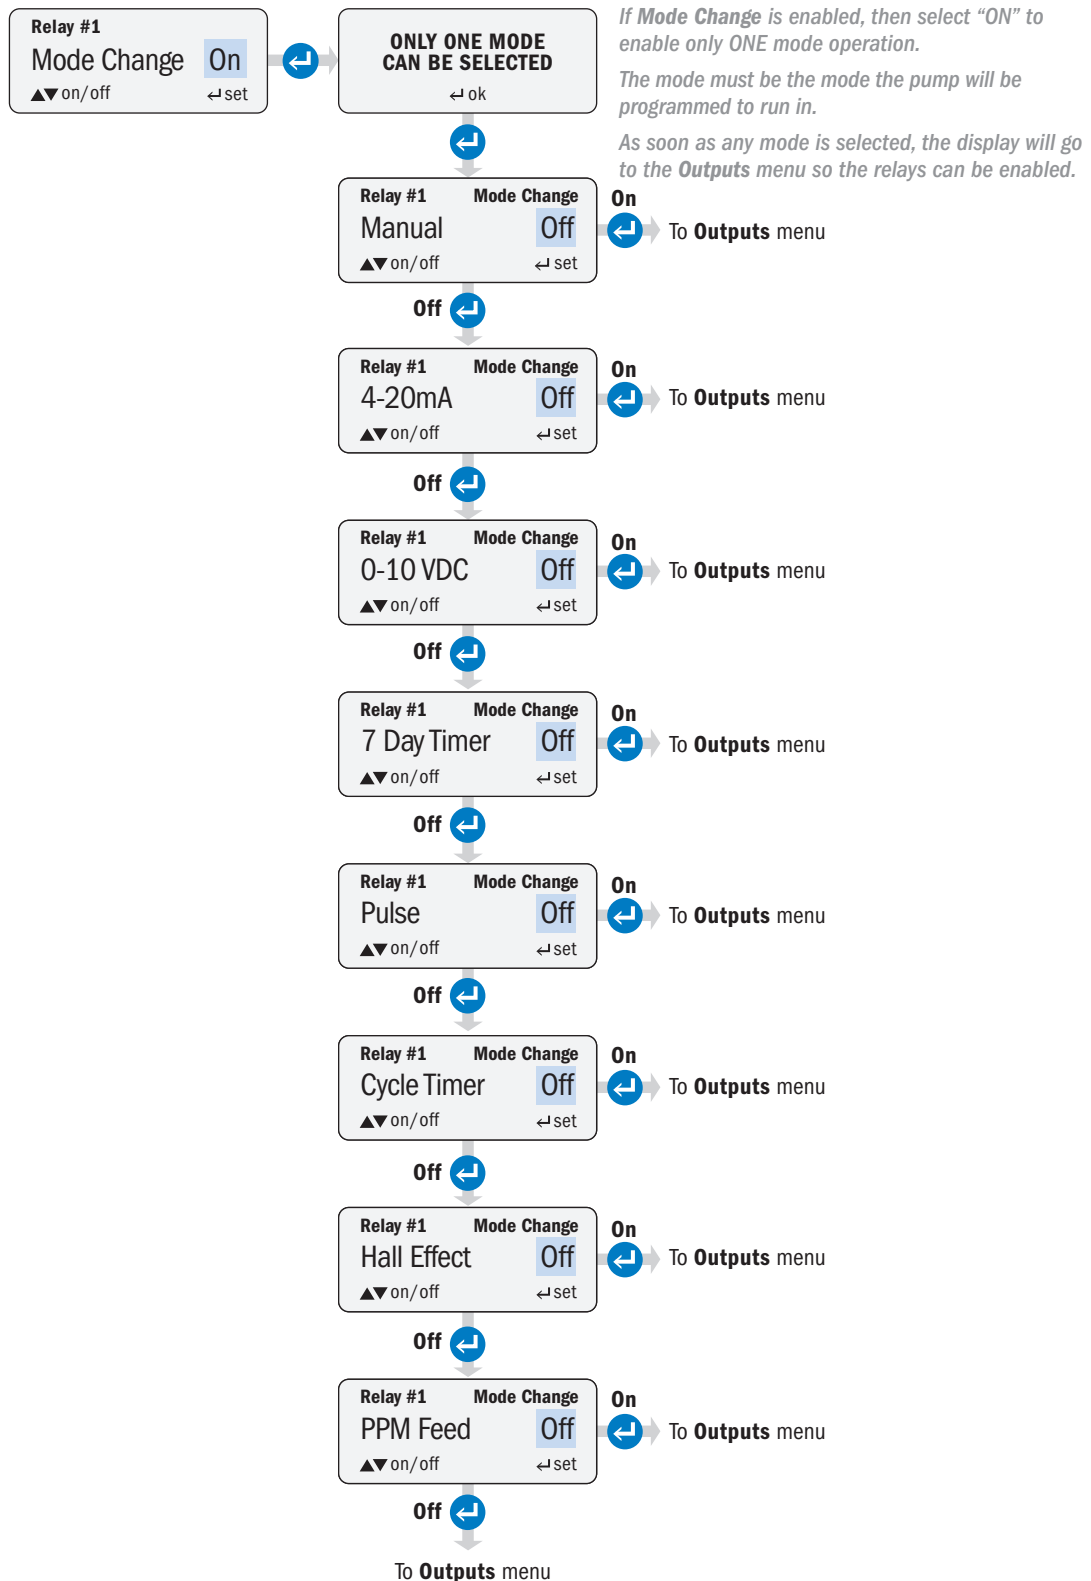 Relay #1
Mode Change On
▲▼ on/off ↵ set
ONLY ONE MODE
CAN BE SELECTED
↵ ok
If Mode Change is enabled, then select “ON” to
enable only ONE mode operation.
The mode must be the mode the pump will be
programmed to run in.
As soon as any mode is selected, the display will go
to the Outputs menu so the relays can be enabled.
Relay #1 Mode Change
Manual Off
▲▼ on/off ↵ set
On
To Outputs menu
Off
Relay #1 Mode Change
4-20mA Off
▲▼ on/off ↵ set
On
To Outputs menu
Off
Relay #1 Mode Change
0-10 VDC Off
▲▼ on/off ↵ set
On
To Outputs menu
Off
Relay #1 Mode Change
7 Day Timer Off
▲▼ on/off ↵ set
On
To Outputs menu
Off
Relay #1 Mode Change
Pulse Off
▲▼ on/off ↵ set
On
To Outputs menu
Off
Relay #1 Mode Change
Cycle Timer Off
▲▼ on/off ↵ set
On
To Outputs menu
Off
Relay #1 Mode Change
Hall Effect Off
▲▼ on/off ↵ set
On
To Outputs menu
Off
Relay #1 Mode Change
PPM Feed Off
▲▼ on/off ↵ set
On
To Outputs menu
Off
To Outputs menu